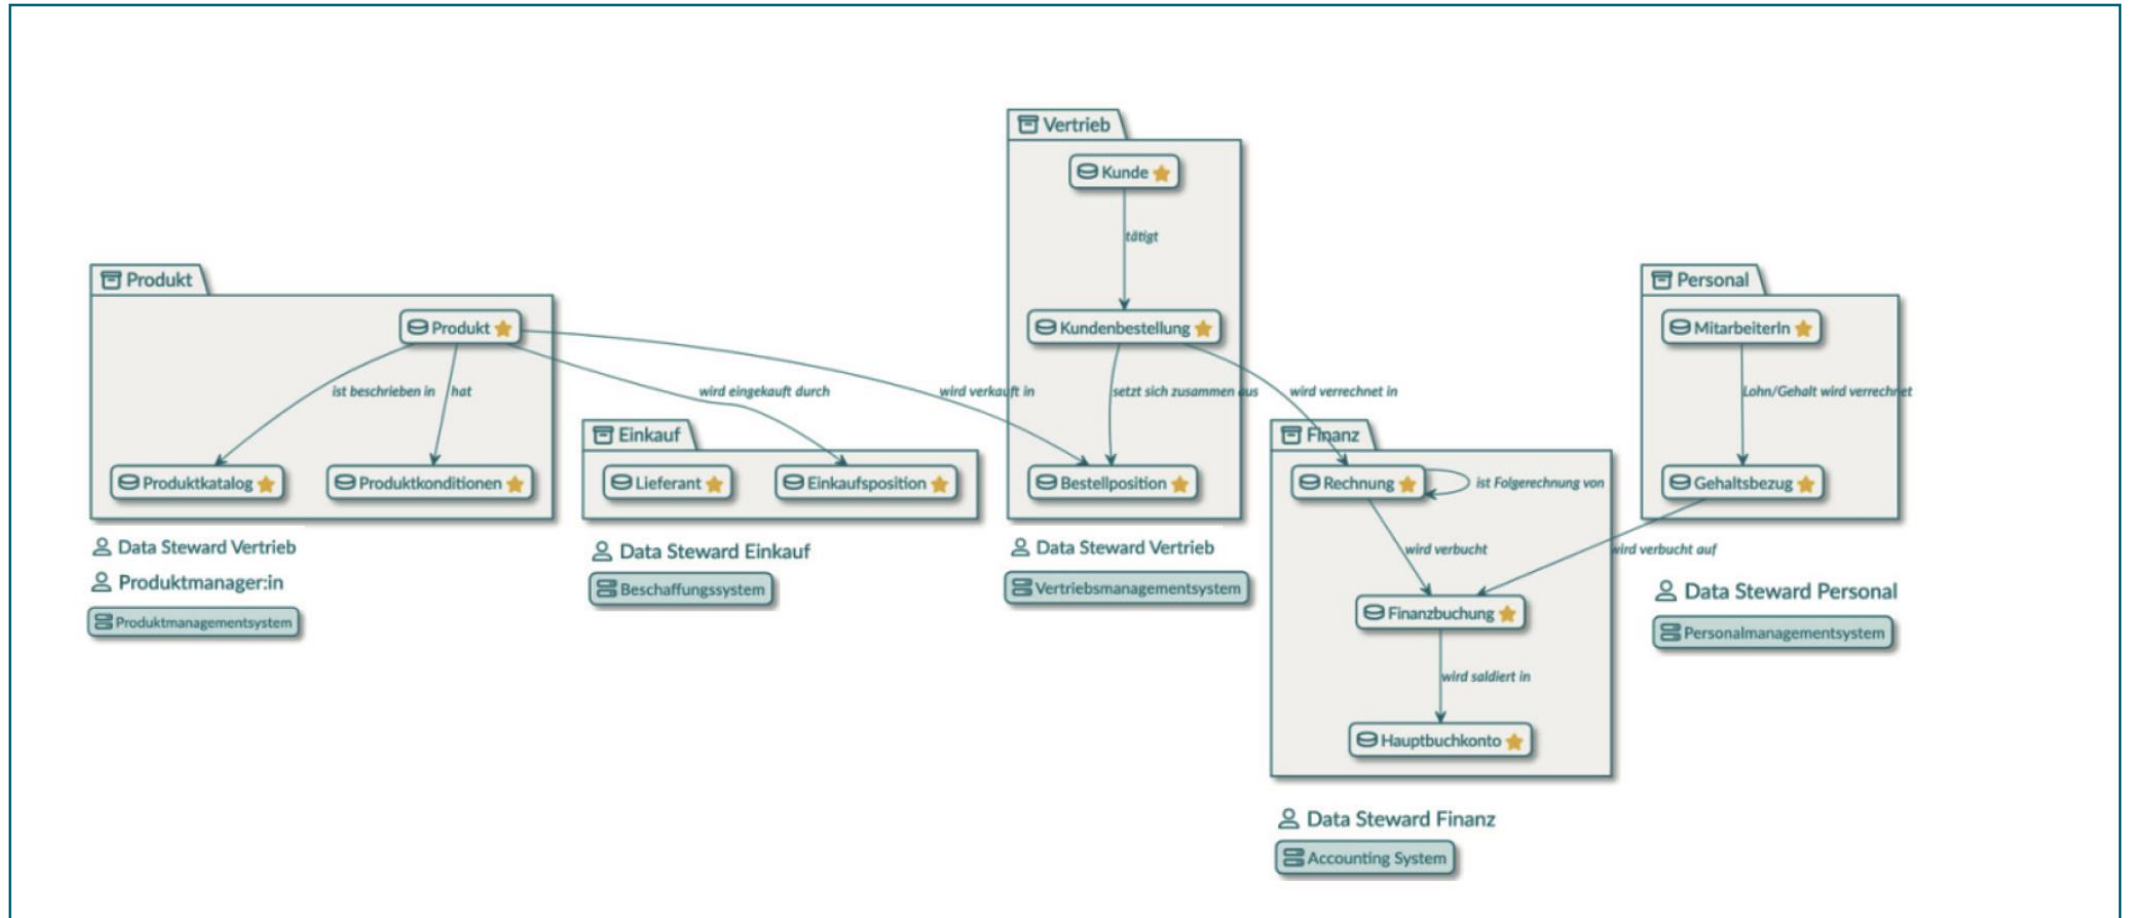 Vertrieb
Kunde
tätigt
Produkt
Personal
Produkt
Kundenbestellung
MitarbeiterIn
ist beschrieben in
hat
wird eingekauft durch
wird verkauft in
setzt sich zusammen aus
wird verrechnet in
Lohn/Gehalt wird verrechnet
Einkauf
Finanz
Produktkatalog
Produktkonditionen
Lieferant
Einkaufsposition
Bestellposition
Rechnung
ist Folgerechnung von
Gehaltsbezug
Data Steward Vertrieb
Data Steward Einkauf
Data Steward Vertrieb
wird verbucht
wird verbucht auf
Produktmanager:in
Beschaffungssystem
Vertriebsmanagementsystem
Data Steward Personal
Produktmanagementsystem
Finanzbuchung
Personalmanagementsystem
wird saldiert in
Hauptbuchkonto
Data Steward Finanz
Accounting System